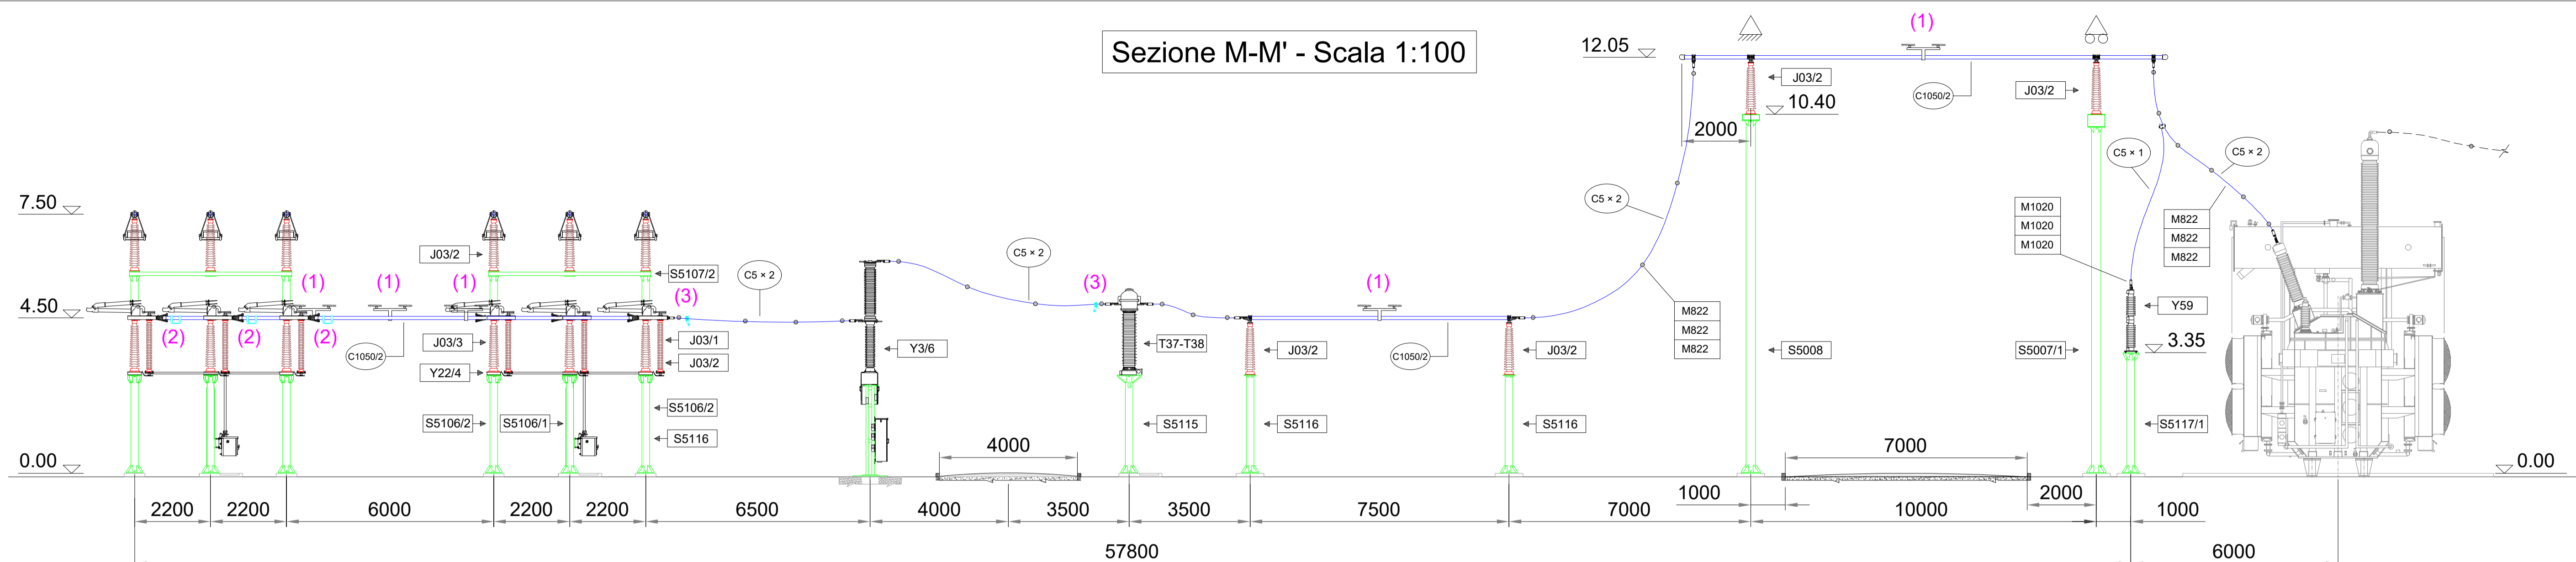 Sezione M-M' - Scala 1:100
(1)
12.05
J03/2
C1050/2
J03/2
10.40
2000
C5 × 1
C5 × 2
C5 × 2
7.50
M1020
M1020
M1020
M822
M822
M822
J03/2
S5107/2
C5 × 2
C5 × 2
(1) (1) (1)
(3)
(3)
(1)
4.50
(2) (2) (2)
C1050/2
J03/3
J03/1
J03/2
Y22/4
Y3/6
T37-T38
J03/2
C1050/2
J03/2
M822
M822
M822
S5008
S5007/1
Y59
3.35
S5106/2
S5106/1
S5106/2
S5116
S5115
S5116
S5116
S5117/1
0.00
4000
7000
0.00
1000
2000
2200 2200 6000 2200 2200 6500 4000 3500 3500 7500 7000 10000 1000
57800
6000